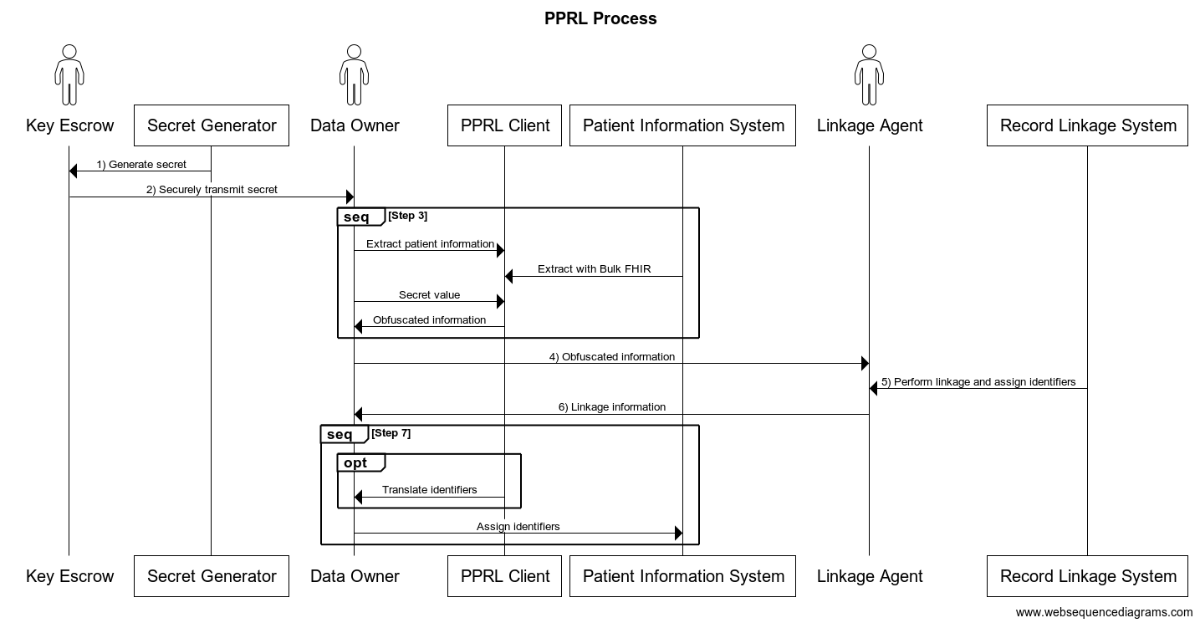 PPRL Process
Key Escrow
Secret Generator
Data Owner
PPRL Client
Patient Information System
Linkage Agent
Record Linkage System
1) Generate secret
2) Securely transmit secret
seq [Step 3]
Extract patient information
Extract with Bulk FHIR
Secret value
Obfuscated information
4) Obfuscated information
5) Perform linkage and assign identifiers
6) Linkage information
seq [Step 7]
opt
Translate identifiers
Assign identifiers
Key Escrow
Secret Generator
Data Owner
PPRL Client
Patient Information System
Linkage Agent
Record Linkage System
www.websequencediagrams.com